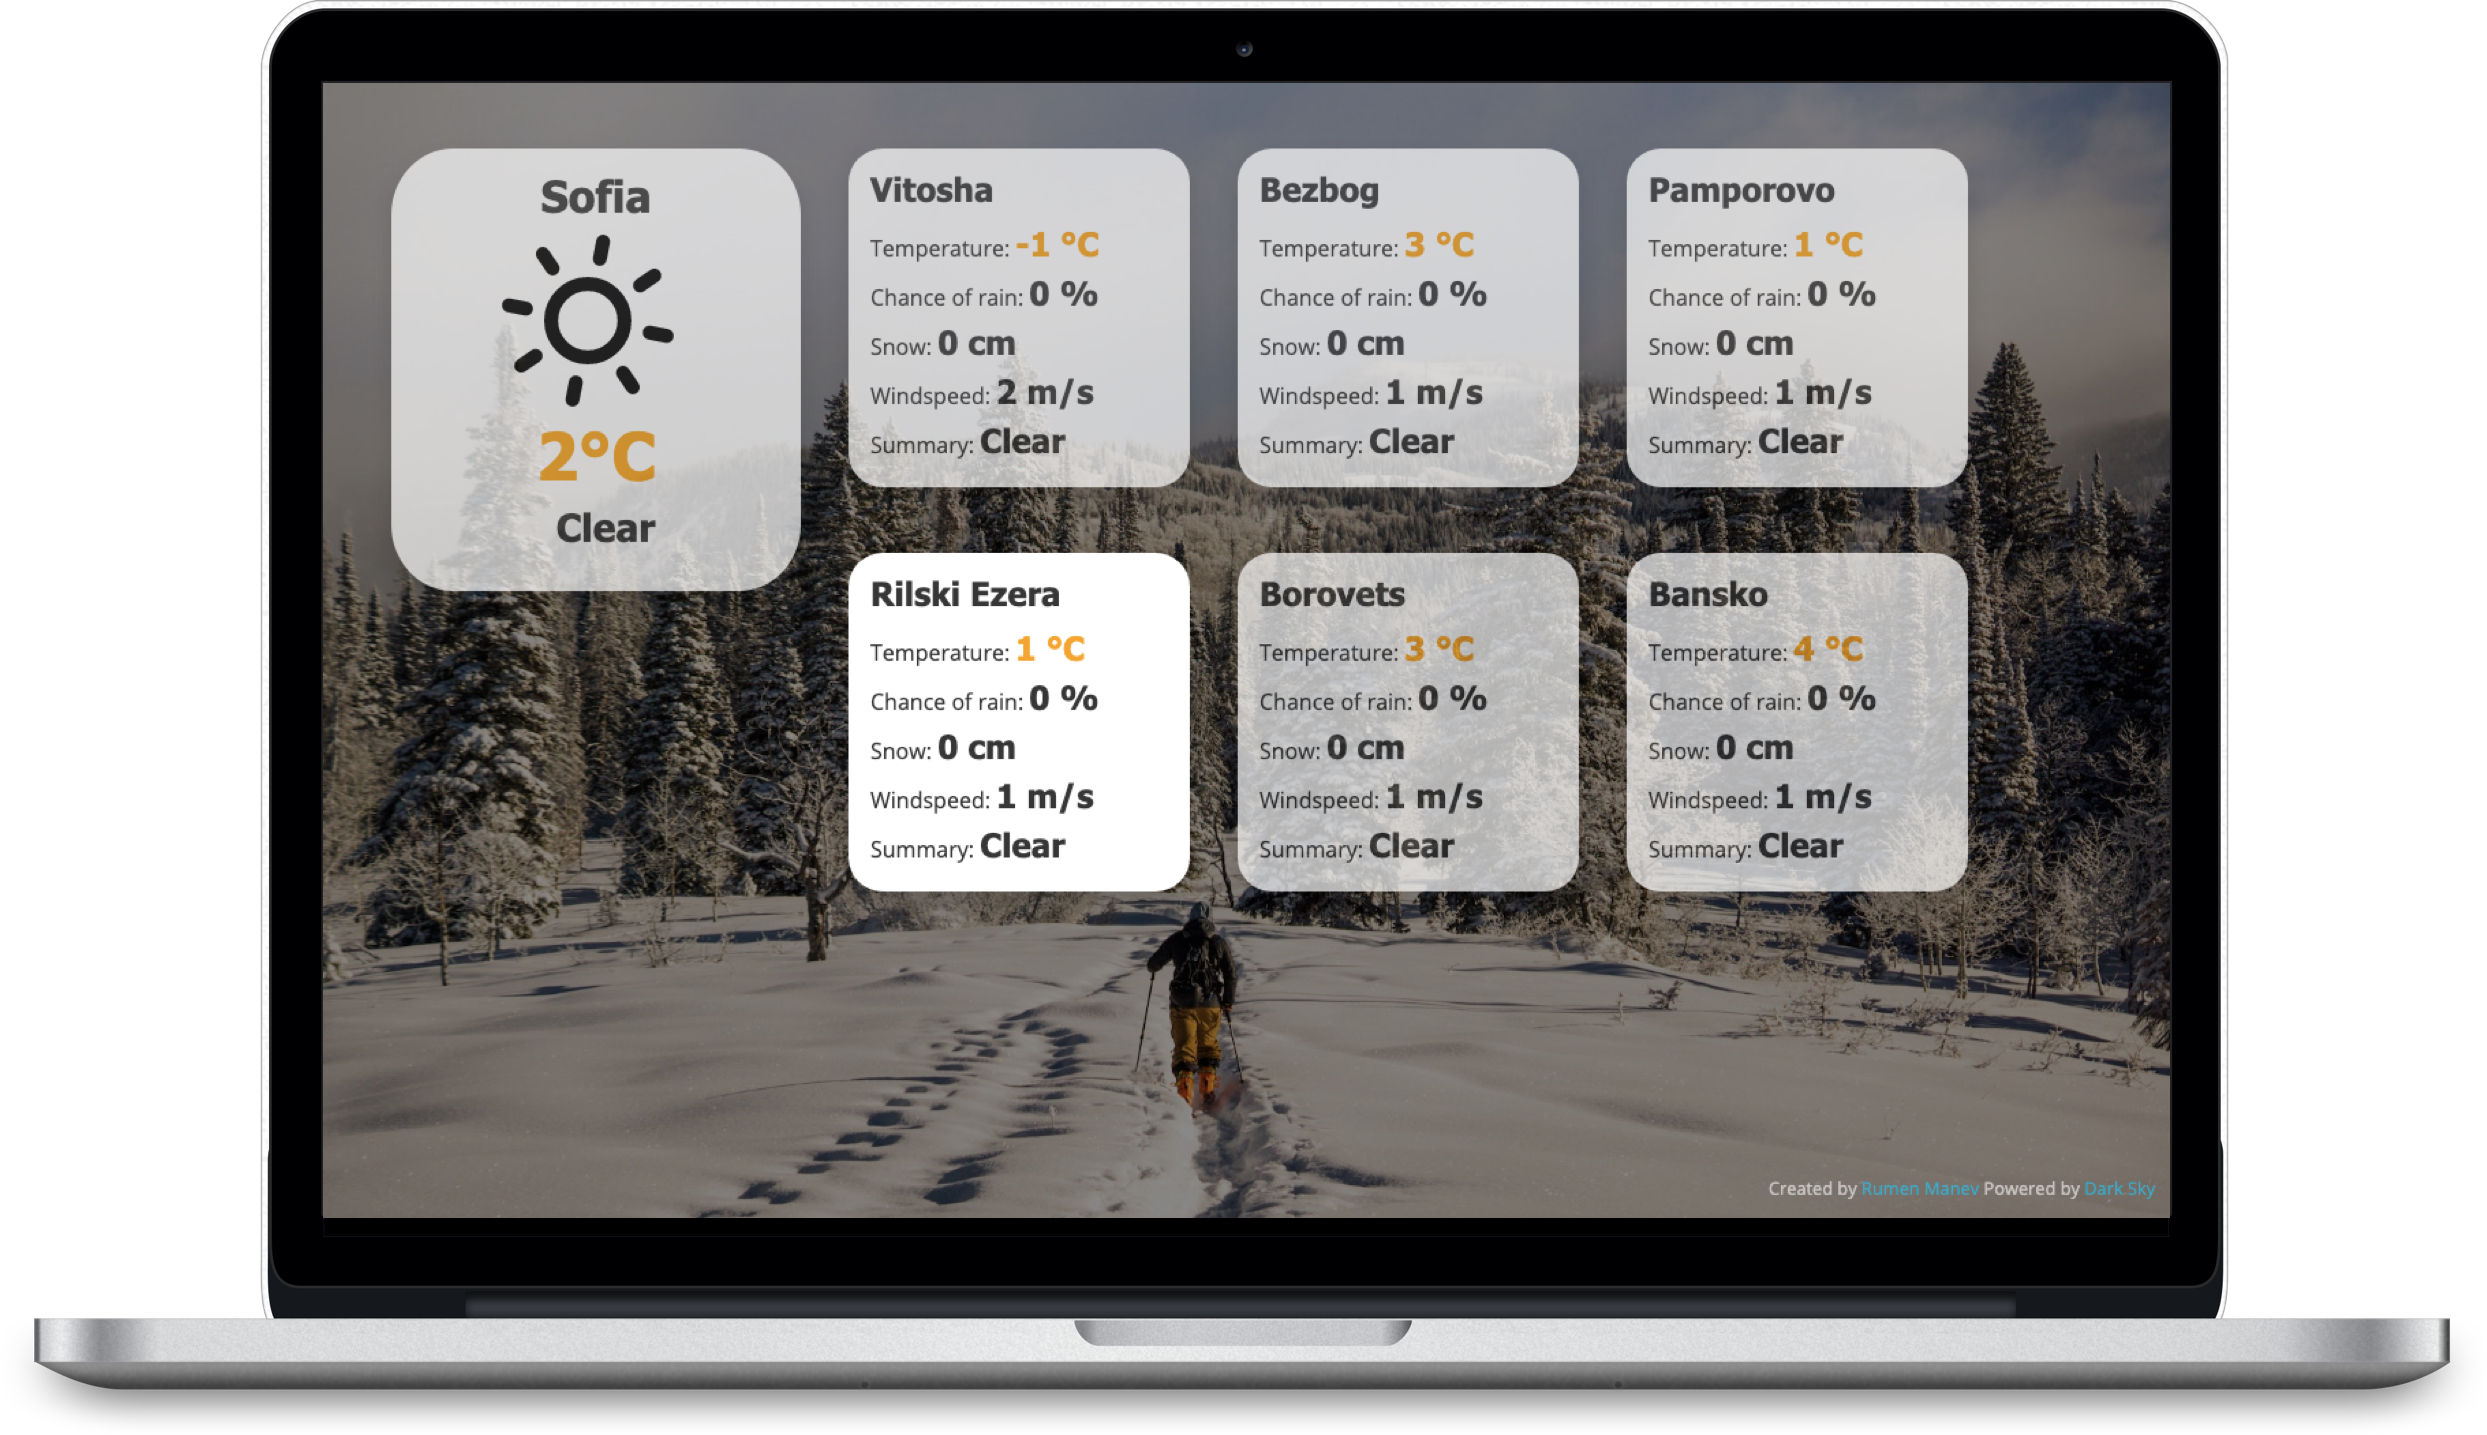 Sofia
2°C
Clear
Vitosha
Temperature: -1 °C
Chance of rain: 0 %
Snow: 0 cm
Windspeed: 2 m/s
Summary: Clear
Bezbog
Temperature: 3 °C
Chance of rain: 0 %
Snow: 0 cm
Windspeed: 1 m/s
Summary: Clear
Pamporovo
Temperature: 1 °C
Chance of rain: 0 %
Snow: 0 cm
Windspeed: 1 m/s
Summary: Clear
Rilski Ezera
Temperature: 1 °C
Chance of rain: 0 %
Snow: 0 cm
Windspeed: 1 m/s
Summary: Clear
Borovets
Temperature: 3 °C
Chance of rain: 0 %
Snow: 0 cm
Windspeed: 1 m/s
Summary: Clear
Bansko
Temperature: 4 °C
Chance of rain: 0 %
Snow: 0 cm
Windspeed: 1 m/s
Summary: Clear
Created by Rumen Manev Powered by Dark Sky